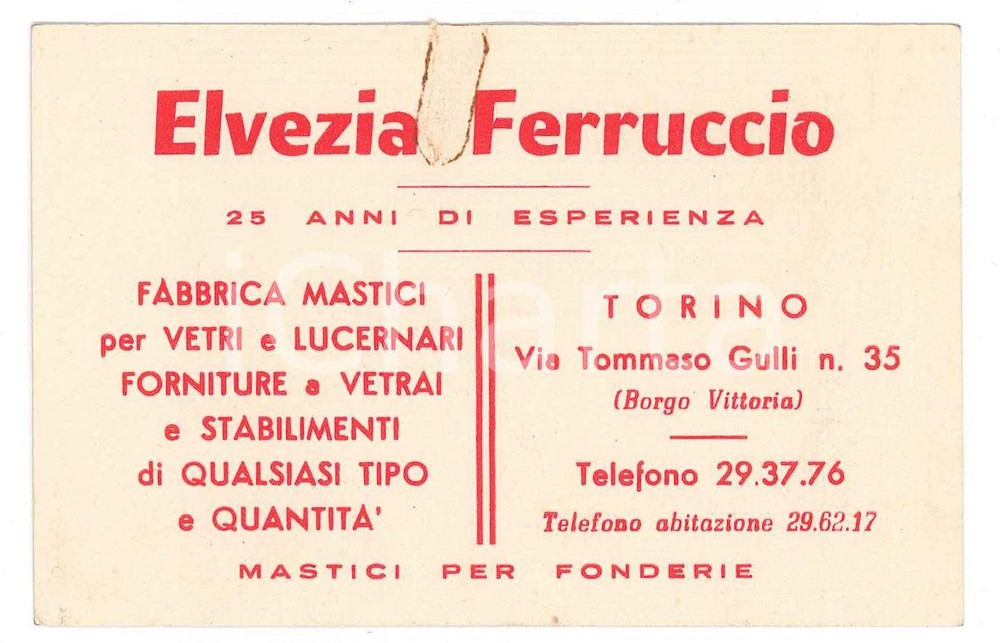 Elvezia Ferruccio
25 ANNI DI ESPERIENZA
FABBRICA MASTICI
per VETRI e LUCERNARI
FORNITURE a VETRAI
e STABILIMENTI
di QUALSIASI TIPO
e QUANTITA'
TORINO
Via Tommaso Gulli n. 35
(Borgo Vittoria)
Telefono 29.37.76
Telefono abitazione 29.62.17
MASTICI PER FONDERIE
iCharta